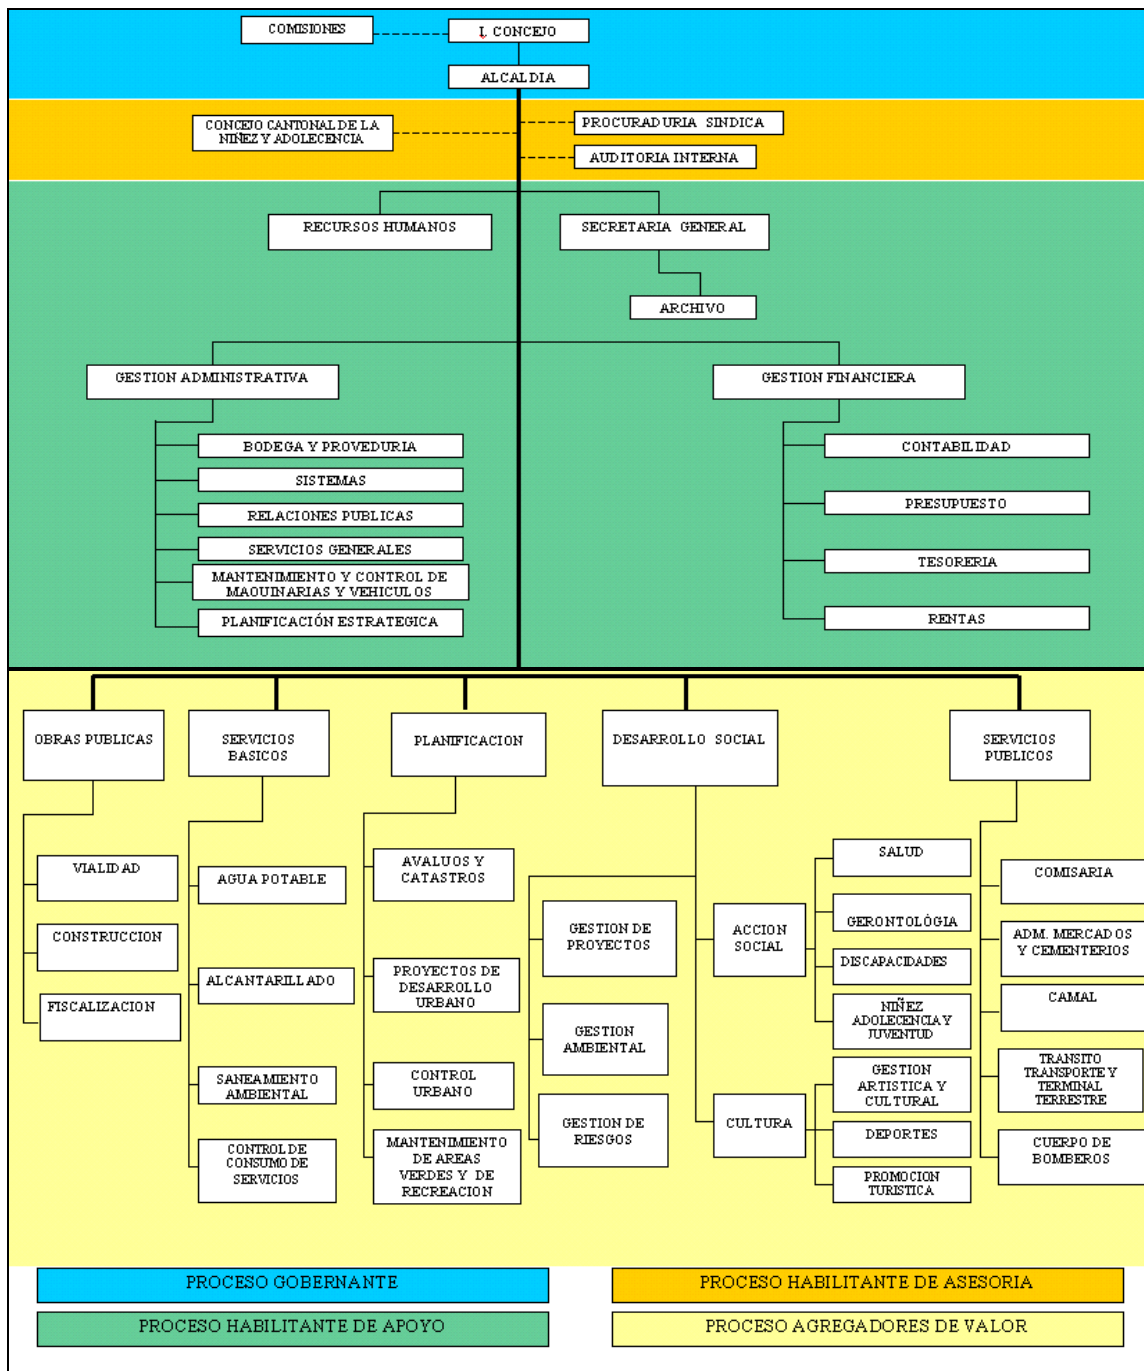 COMISIONES
I. CONCEJO
ALCALDIA
CONCEJO CANTONAL DE LA
NIÑEZ Y ADOLECENCIA
PROCURADURIA SINDICA
AUDITORIA INTERNA
RECURSOS HUMANOS
SECRETARIA GENERAL
ARCHIVO
GESTION ADMINISTRATIVA
GESTION FINANCIERA
BODEGA Y PROVEDURIA
SISTEMAS
RELACIONES PUBLICAS
SERVICIOS GENERALES
MANTENIMIENTO Y CONTROL DE
MAQUINARIAS Y VEHICULOS
PLANIFICACIÓN ESTRATEGICA
CONTABILIDAD
PRESUPUESTO
TESORERIA
RENTAS
OBRAS PUBLICAS
SERVICIOS
BASICOS
PLANIFICACION
DESARROLLO SOCIAL
SERVICIOS
PUBLICOS
VIALIDAD
CONSTRUCCION
FISCALIZACION
AGUA POTABLE
ALCANTARILLADO
SANEAMIENTO
AMBIENTAL
CONTROL DE
CONSUMO DE
SERVICIOS
AVALUOS Y
CATASTROS
PROYECTOS DE
DESARROLLO
URBANO
CONTROL
URBANO
MANTENIMIENTO
DE AREAS
VERDES Y DE
RECREACION
GESTION DE
PROYECTOS
GESTION
AMBIENTAL
GESTION DE
RIESGOS
ACCION
SOCIAL
CULTURA
SALUD
GERONTOLÓGIA
DISCAPACIDADES
NIÑEZ
ADOLECENCIA Y
JUVENTUD
GESTION
ARTISTICA Y
CULTURAL
DEPORTES
PROMOCION
TURISTICA
COMISARIA
ADM. MERCADOS
Y CEMENTERIOS
CAMAL
TRANSITO
TRANSPORTE Y
TERMINAL
TERRESTRE
CUERPO DE
BOMBEROS
PROCESO GOBERNANTE
PROCESO HABILITANTE DE ASESORIA
PROCESO HABILITANTE DE APOYO
PROCESO AGREGADORES DE VALOR